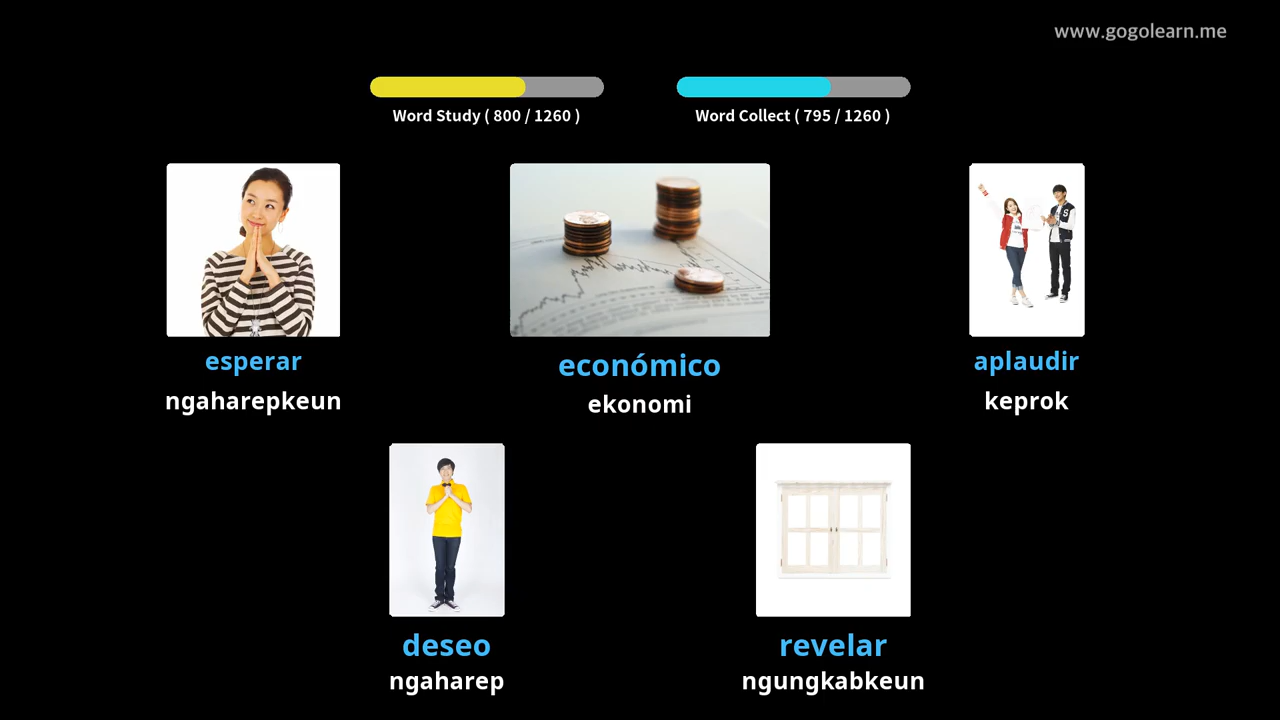 www.gogolearn.me
Word Study ( 800 / 1260 )
Word Collect ( 795 / 1260 )
esperar
ngaharepkeun
económico
ekonomi
aplaudir
keprok
deseo
ngaharep
revelar
ngungkabkeun